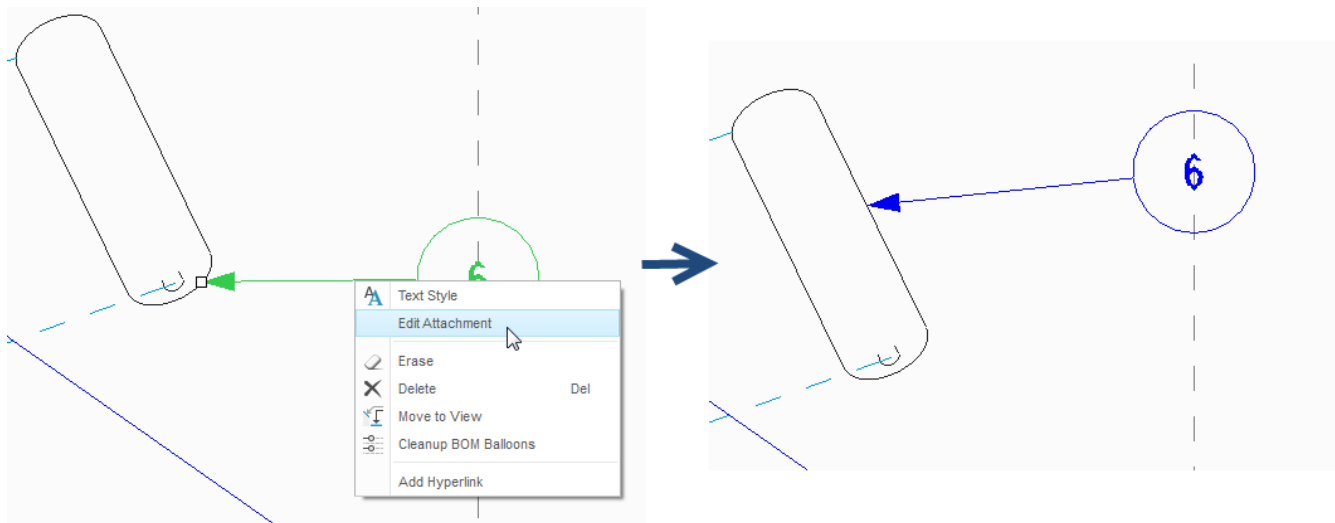 6
Text Style
Edit Attachment
Erase
Delete Del
Move to View
Cleanup BOM Balloons
Add Hyperlink
6